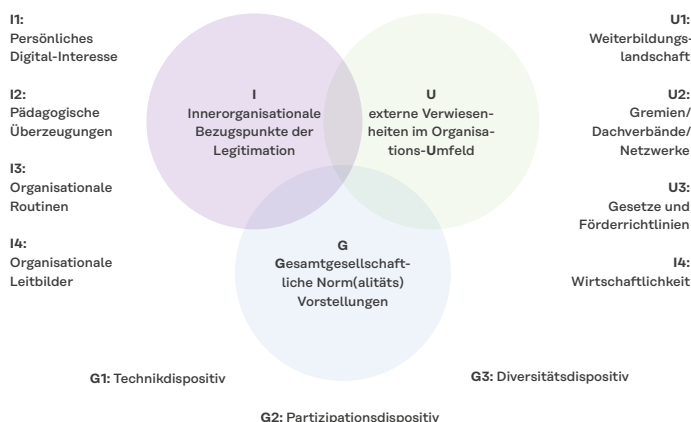 I1:
Persönliches
Digital-Interesse
I2:
Pädagogische
Überzeugungen
I3:
Organisationale
Routinen
I4:
Organisationale
Leitbilder
I
Innerorganisationale
Bezugspunkte der
Legitimation
U
externe Verwiesen-
heiten im Organisa-
tions-Umfeld
G
Gesamtgesellschaft-
liche Norm(alitäts)
Vorstellungen
U1:
Weiterbildungs-
landschaft
U2:
Gremien/
Dachverbände/
Netzwerke
U3:
Gesetze und
Förderrichtlinien
I4:
Wirtschaftlichkeit
G1: Technikdispositiv
G3: Diversitätsdispositiv
G2: Partizipationsdispositiv